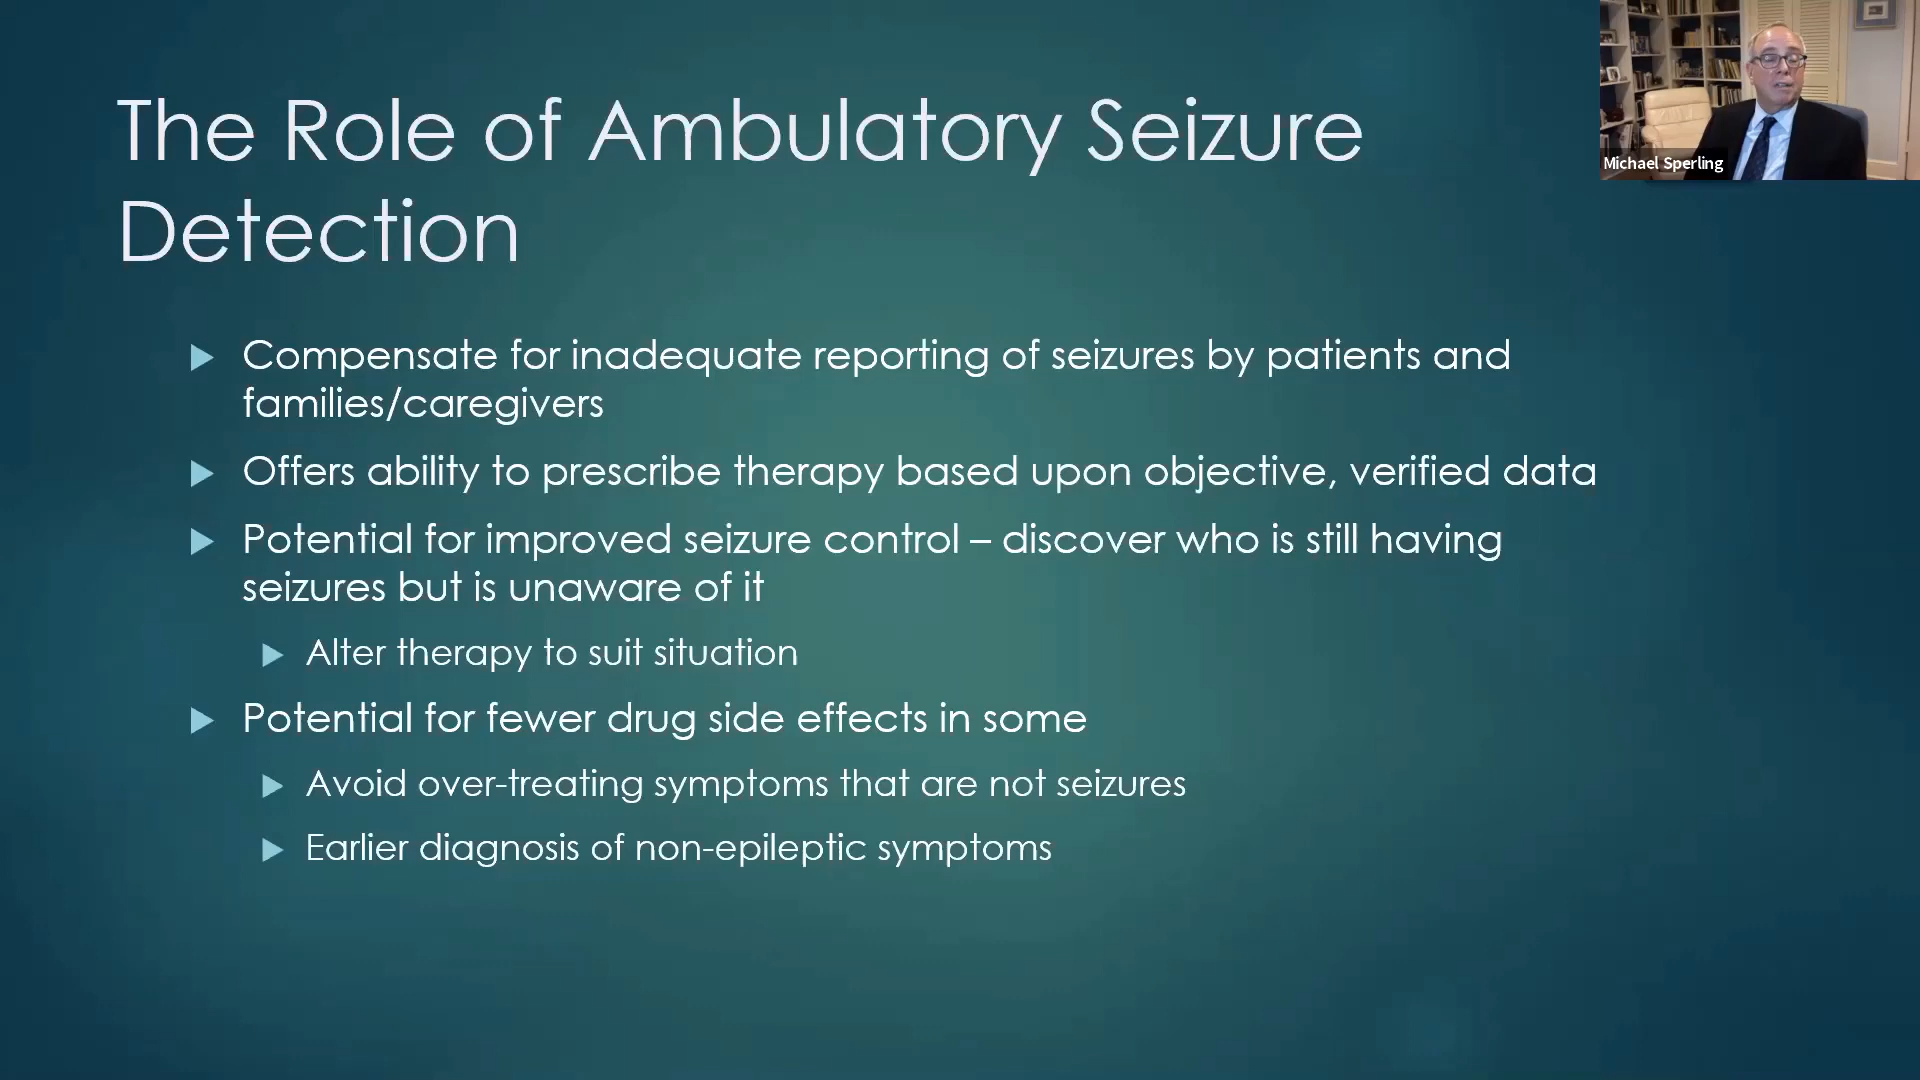 The Role of Ambulatory Seizure
Detection
Michael Sperling
Compensate for inadequate reporting of seizures by patients and
families/caregivers
Offers ability to prescribe therapy based upon objective, verified data
Potential for improved seizure control – discover who is still having
seizures but is unaware of it
Alter therapy to suit situation
Potential for fewer drug side effects in some
Avoid over-treating symptoms that are not seizures
Earlier diagnosis of non-epileptic symptoms